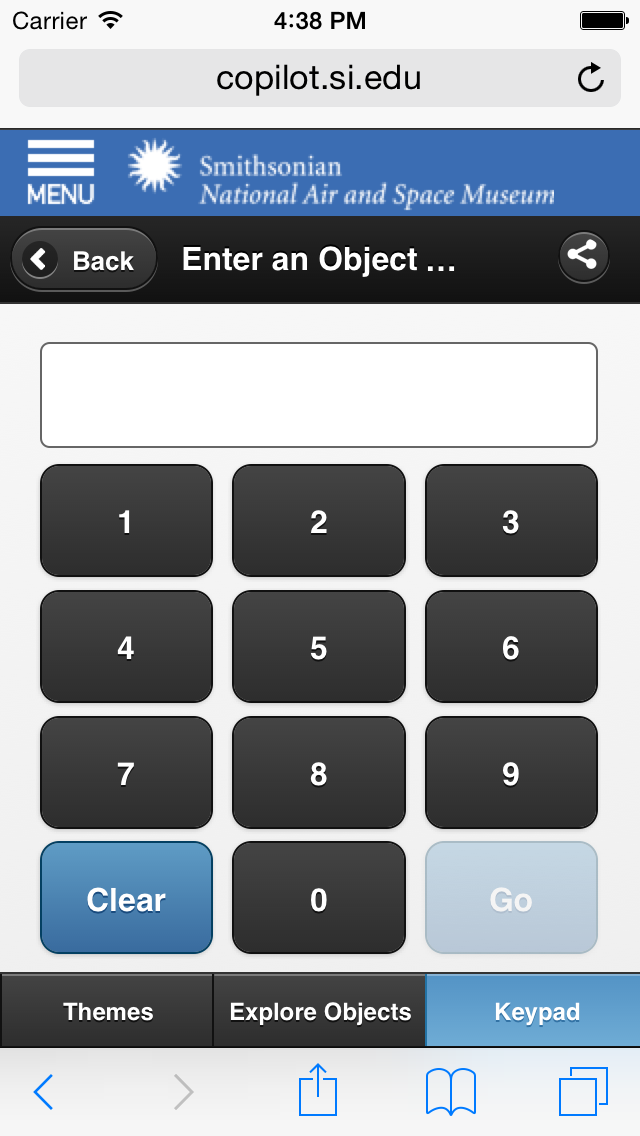 Carrier 4:38 PM
copilot.si.edu
MENU
Smithsonian
National Air and Space Museum
Back Enter an Object ...
1 2 3
4 5 6
7 8 9
Clear 0 Go
Themes Explore Objects Keypad